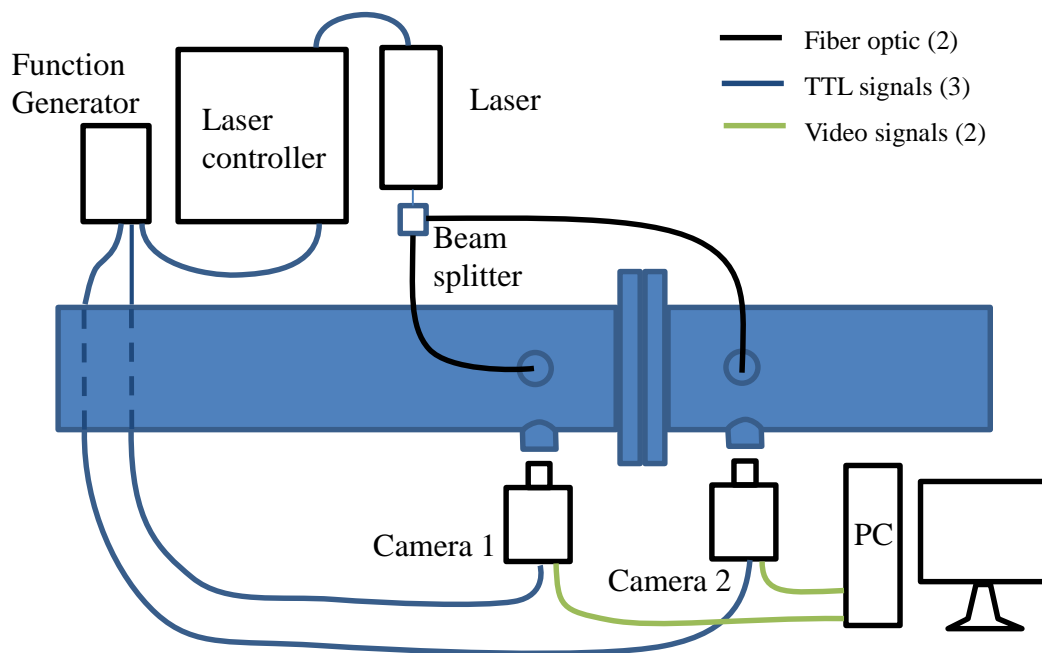 Function
Generator
Laser
controller
Laser
Beam
splitter
Fiber optic (2)
TTL signals (3)
Video signals (2)
Camera 1
Camera 2
PC